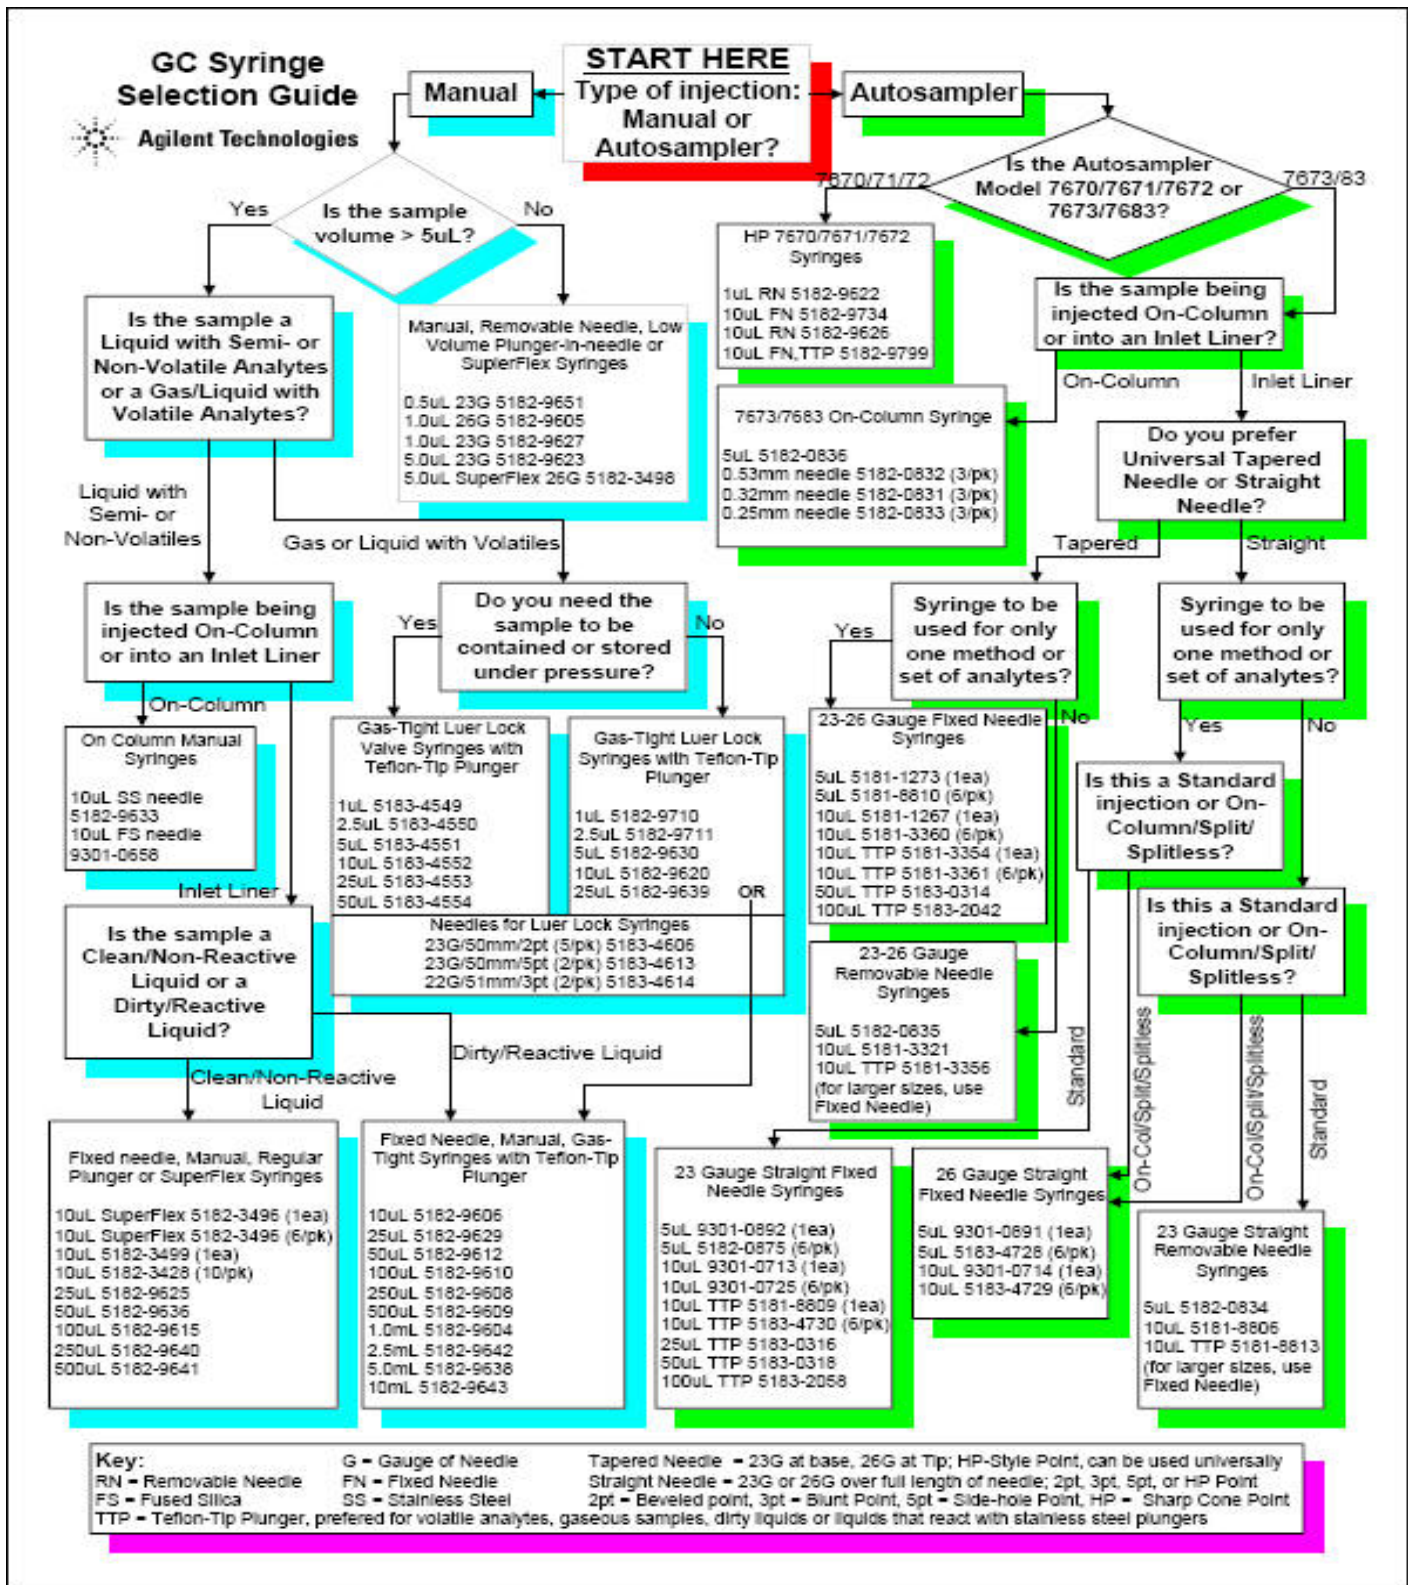 GC Syringe
Selection Guide
Agilent Technologies
START HERE
Type of injection:
Manual or
Autosampler?
Manual
Autosampler
Is the sample
volume > 5uL?
Yes
No
Is the Autosampler
Model 7670/7671/7672 or
7673/7683?
7670/71/72
7673/83
HP 7670/7671/7672
Syringes
1uL RN 5182-9622
10uL FN 5182-9734
10uL RN 5182-9626
10uL FN,TTP 5182-9799
Is the sample being
injected On-Column
or into an Inlet Liner?
On-Column
Inlet Liner
Is the sample a
Liquid with Semi- or
Non-Volatile Analytes
or a Gas/Liquid with
Volatile Analytes?
Manual, Removable Needle, Low
Volume Plunger-in-needle or
SuplerFlex Syringes
0.5uL 23G 5182-9651
1.0uL 26G 5182-9605
1.0uL 23G 5182-9627
5.0uL 23G 5182-9623
5.0uL SuperFlex 26G 5182-3498
7673/7683 On-Column Syringe
5uL 5182-0836
0.53mm needle 5182-0832 (3/pk)
0.32mm needle 5182-0831 (3/pk)
0.25mm needle 5182-0833 (3/pk)
Do you prefer
Universal Tapered
Needle or Straight
Needle?
Tapered
Straight
Liquid with
Semi- or
Non-Volatiles
Gas or Liquid with Volatiles
Is the sample being
injected On-Column
or into an Inlet Liner
On-Column
Inlet Liner
Do you need the
sample to be
contained or stored
under pressure?
Yes
No
Syringe to be
used for only
one method or
set of analytes?
Yes
No
Syringe to be
used for only
one method or
set of analytes?
Yes
No
On Column Manual
Syringes
10uL SS needle
5182-9633
10uL FS needle
9301-0658
Gas-Tight Luer Lock
Valve Syringes with
Teflon-Tip Plunger
1uL 5183-4549
2.5uL 5183-4550
5uL 5183-4551
10uL 5183-4552
25uL 5183-4553
50uL 5183-4554
Gas-Tight Luer Lock
Syringes with Teflon-Tip
Plunger
1uL 5182-9710
2.5uL 5182-9711
5uL 5182-9630
10uL 5182-9620
25uL 5182-9639
OR
Needles for Luer Lock Syringes
23G/50mm/2pt (5/pk) 5183-4606
23G/50mm/5pt (2/pk) 5183-4613
22G/51mm/3pt (2/pk) 5183-4614
23-26 Gauge Fixed Needle
Syringes
5uL 5181-1273 (1ea)
5uL 5181-8810 (6/pk)
10uL 5181-1267 (1ea)
10uL 5181-3360 (6/pk)
10uL TTP 5181-3354 (1ea)
10uL TTP 5181-3361 (6/pk)
50uL TTP 5183-0314
100uL TTP 5183-2042
Is this a Standard
injection or On-
Column/Split/
Splitless?
Is this a Standard
injection or On-
Column/Split/
Splitless?
23-26 Gauge
Removable Needle
Syringes
5uL 5182-0835
10uL 5181-3321
10uL TTP 5181-3356
(for larger sizes, use
Fixed Needle)
Standard
On-Col/Split/Splitless
On-Col/Split/Splitless
Standard
Is the sample a
Clean/Non-Reactive
Liquid or a
Dirty/Reactive
Liquid?
Dirty/Reactive Liquid
Clean/Non-Reactive
Liquid
Fixed needle, Manual, Regular
Plunger or SuperFlex Syringes
10uL SuperFlex 5182-3496 (1ea)
10uL SuperFlex 5182-3496 (6/pk)
10uL 5182-3499 (1ea)
10uL 5182-3428 (10/pk)
25uL 5182-9625
50uL 5182-9636
100uL 5182-9615
250uL 5182-9640
500uL 5182-9641
Fixed Needle, Manual, Gas-
Tight Syringes with Teflon-Tip
Plunger
10uL 5182-9606
25uL 5182-9629
50uL 5182-9612
100uL 5182-9610
250uL 5182-9608
500uL 5182-9609
1.0mL 5182-9604
2.5mL 5182-9642
5.0mL 5182-9638
10mL 5182-9643
23 Gauge Straight Fixed
Needle Syringes
5uL 9301-0892 (1ea)
5uL 5182-0875 (6/pk)
10uL 9301-0713 (1ea)
10uL 9301-0725 (6/pk)
10uL TTP 5181-8809 (1ea)
10uL TTP 5183-4730 (6/pk)
25uL TTP 5183-0316
50uL TTP 5183-0318
100uL TTP 5183-2058
26 Gauge Straight
Fixed Needle Syringes
5uL 9301-0891 (1ea)
5uL 5183-4728 (6/pk)
10uL 9301-0714 (1ea)
10uL 5183-4729 (6/pk)
23 Gauge Straight
Removable Needle
Syringes
5uL 5182-0834
10uL 5181-8806
10uL TTP 5181-8813
(for larger sizes, use
Fixed Needle)
Key:
G = Gauge of Needle
Tapered Needle = 23G at base, 26G at Tip; HP-Style Point, can be used universally
RN = Removable Needle
FN = Fixed Needle
Straight Needle = 23G or 26G over full length of needle; 2pt, 3pt, 5pt, or HP Point
FS = Fused Silica
SS = Stainless Steel
2pt = Beveled point, 3pt = Blunt Point, 5pt = Side-hole Point, HP = Sharp Cone Point
TTP = Teflon-Tip Plunger, prefered for volatile analytes, gaseous samples, dirty liquids or liquids that react with stainless steel plungers